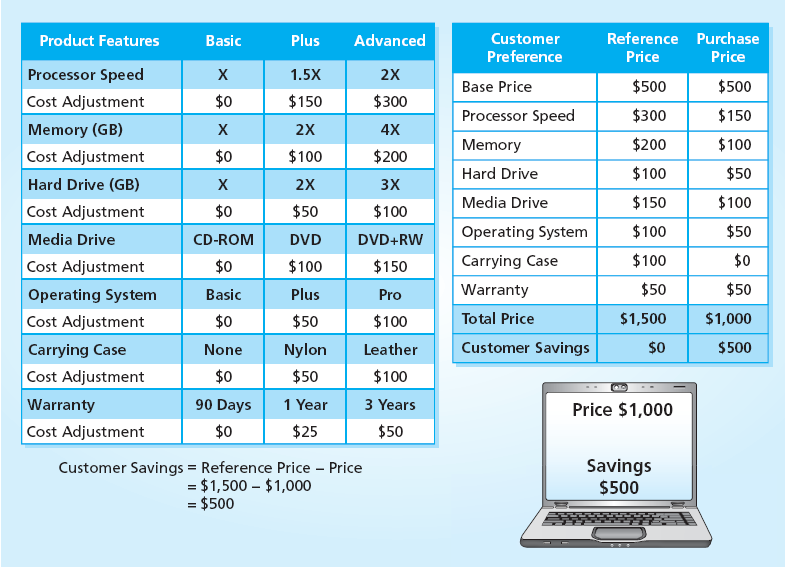 Product Features Basic Plus Advanced
Processor Speed X 1.5X 2X
Cost Adjustment $0 $150 $300
Memory (GB) X 2X 4X
Cost Adjustment $0 $100 $200
Hard Drive (GB) X 2X 3X
Cost Adjustment $0 $50 $100
Media Drive CD-ROM DVD DVD+RW
Cost Adjustment $0 $100 $150
Operating System Basic Plus Pro
Cost Adjustment $0 $50 $100
Carrying Case None Nylon Leather
Cost Adjustment $0 $50 $100
Warranty 90 Days 1 Year 3 Years
Cost Adjustment $0 $25 $50
Customer Savings = Reference Price – Price
= $1,500 – $1,000
= $500
Customer Reference Purchase
Preference Price Price
Base Price $500 $500
Processor Speed $300 $150
Memory $200 $100
Hard Drive $100 $50
Media Drive $150 $100
Operating System $100 $50
Carrying Case $100 $0
Warranty $50 $50
Total Price $1,500 $1,000
Customer Savings $0 $500
Price $1,000
Savings
$500